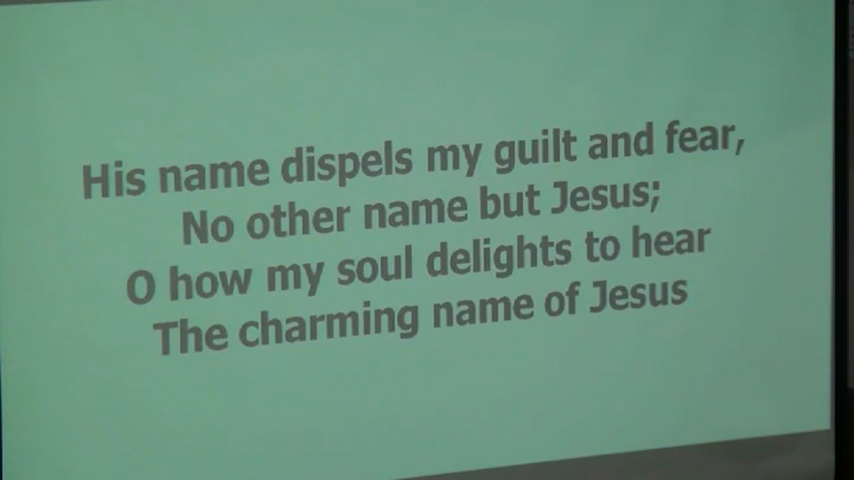 His name dispels my guilt and fear,
No other name but Jesus;
O how my soul delights to hear
The charming name of Jesus